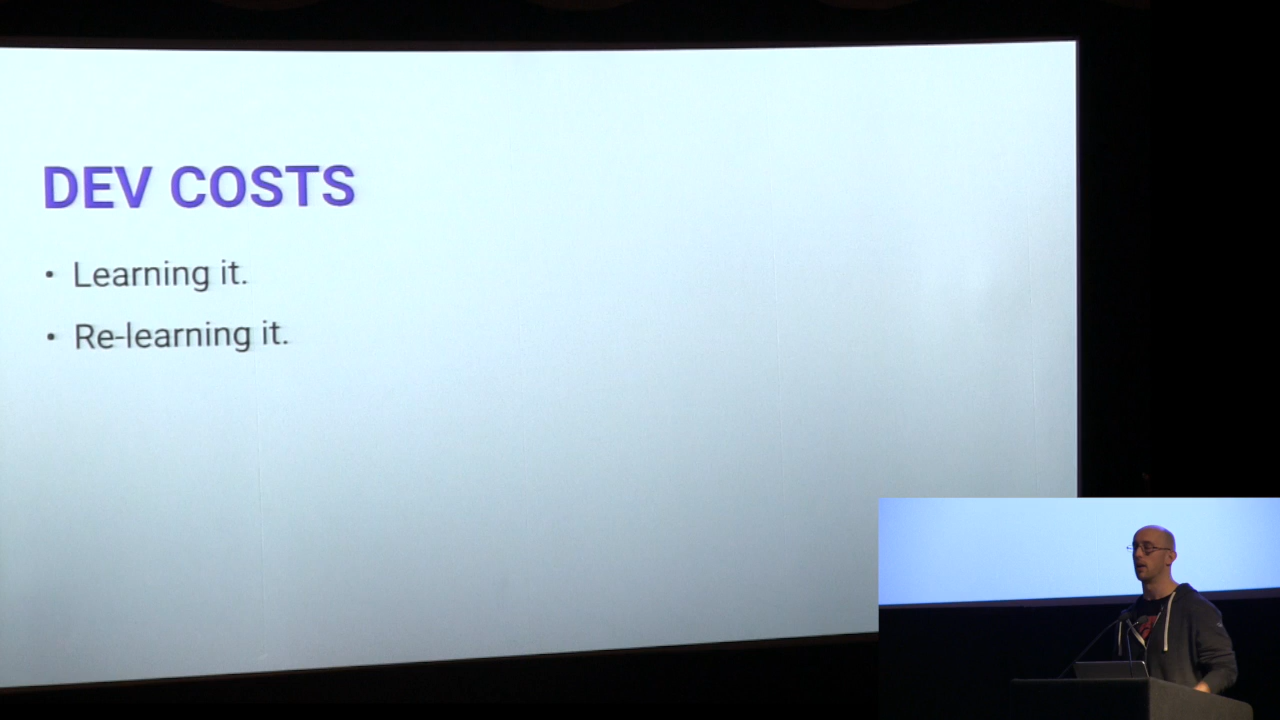 DEV COSTS
• Learning it.
• Re-learning it.